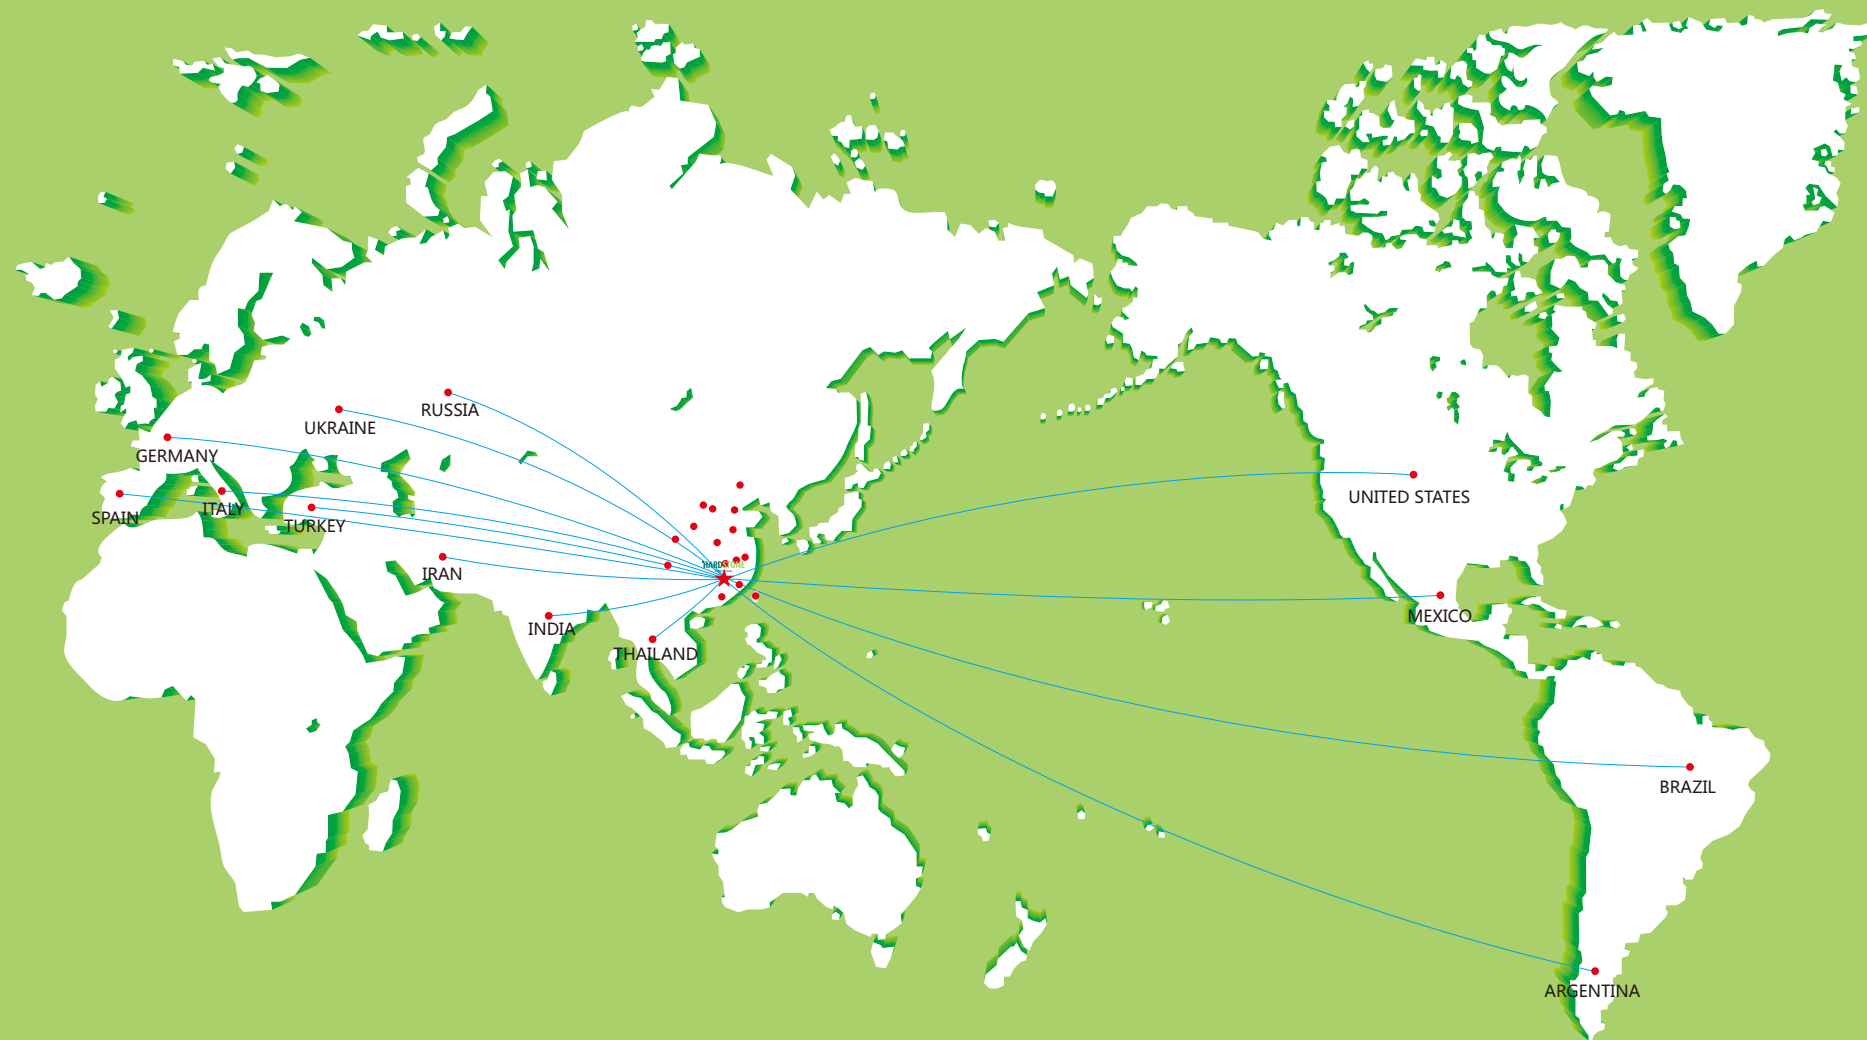 RUSSIA
UKRAINE
GERMANY
ITALY
SPAIN
TURKEY
IRAN
INDIA
THAILAND
UNITED STATES
MEXICO
BRAZIL
ARGENTINA